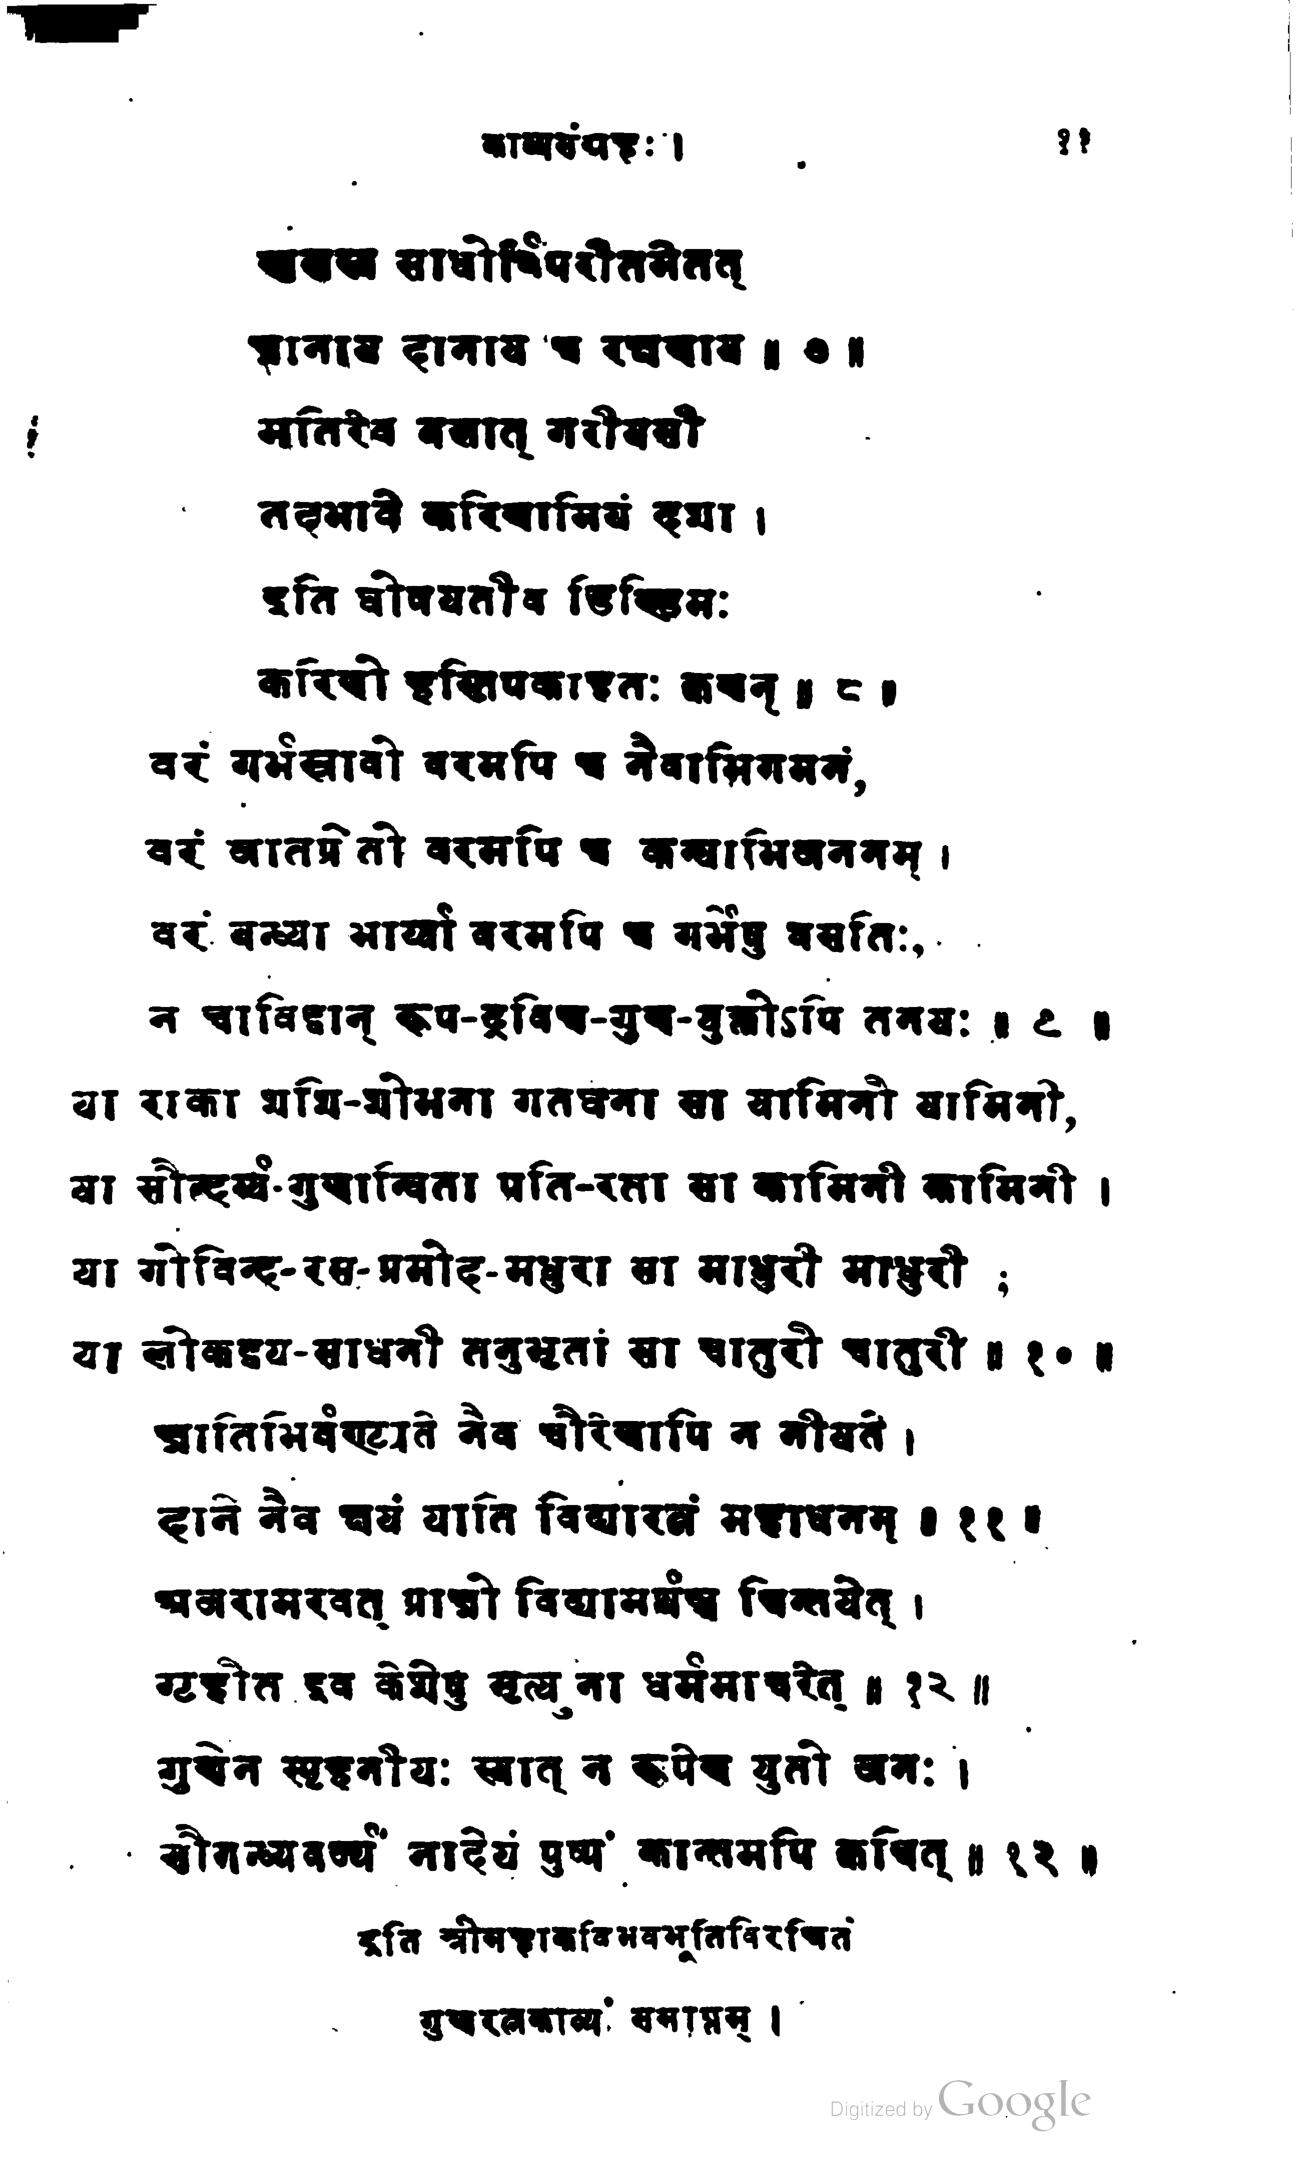 काव्यसंग्रहः । ११
खलस्य साधोर्व्विपरीतमेतत्
ज्ञानाय दानाय च रक्षणाय ॥ ७ ॥
मतिरेव बलात् गरीयसी
तदभावे करिणामियं दशा ।
इति घोषयतीव डिण्डिमः
करिणो हस्तिपकाहतः क्वणन् ॥ ८ ॥
वरं गर्भस्रावो वरमपि च नैवाभिगमनं,
वरं जातप्रेतो वरमपि च कन्याभिजननम् ।
वरं बन्ध्या भार्य्या वरमपि च गर्भेषु वसतिः,
न चाविद्वान् रूप-द्रविण-गुण-युक्तोऽपि तनयः ॥ ९ ॥
या राका शशि-शोभना गतघना सा यामिनी यामिनी,
या सौन्दर्य्य-गुणान्विता पति-रता सा कामिनी कामिनी ।
या गोविन्द-रस-प्रमोद-मधुरा सा माधुरी माधुरी ;
या लोकद्वय-साधनी तनुभृतां सा चातुरी चातुरी ॥ १० ॥
ज्ञातिभिर्वण्ट्यते नैव चौरेणापि न नीयते ।
दाने नैव क्षयं याति विद्यारत्नं महाधनम् ॥ ११ ॥
अजरामरवत् प्राज्ञो विद्यामर्थञ्च चिन्तयेत् ।
गृहीत इव केशेषु मृत्युना धर्म्ममाचरेत् ॥ १२ ॥
गुणेन स्पृहनीयः स्यात् न रूपेण युतो जनः ।
सौगन्ध्यवर्ज्यं नादेयं पुष्पं कान्तमपि क्वचित् ॥ १३ ॥
इति श्रीमहाकविभवभूतिविरचितं
गुणरत्नकाव्यं समाप्तम् ।
Digitized by Google